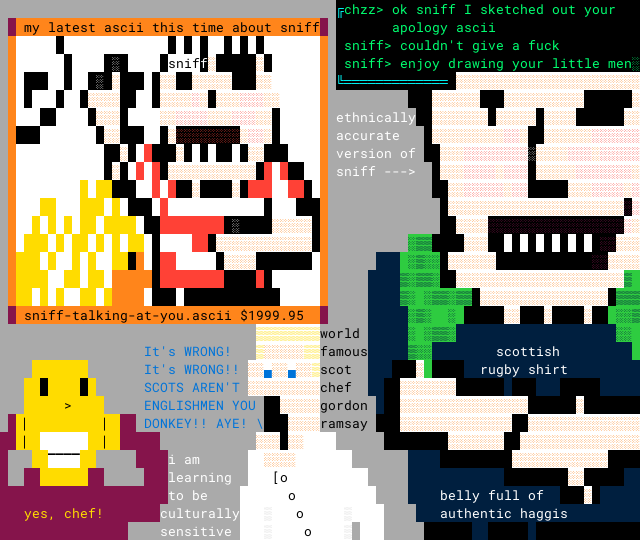 my latest ascii this time about sniff
sniff
sniff-talking-at-you.ascii $1999.95
chzz> ok sniff I sketched out your
apology ascii
sniff> couldn't give a fuck
sniff> enjoy drawing your little men
ethnically
accurate
version of
sniff --->
It's WRONG!
It's WRONG!!
SCOTS AREN'T
ENGLISHMEN YOU
DONKEY!! AYE! \
world
famous
scot
chef
gordon
ramsay
scottish
rugby shirt
yes, chef!
i am
learning
to be
culturally
sensitive
[o
o
o
o
belly full of
authentic haggis